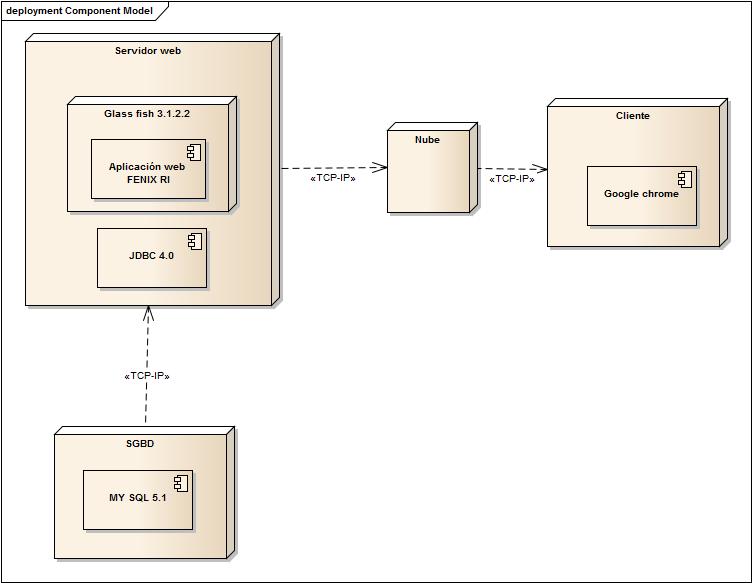 deployment Component Model
Servidor web
Glass fish 3.1.2.2
Aplicación web
FENIX RI
JDBC 4.0
«TCP-IP»
Nube
«TCP-IP»
Cliente
Google chrome
«TCP-IP»
SGBD
MY SQL 5.1